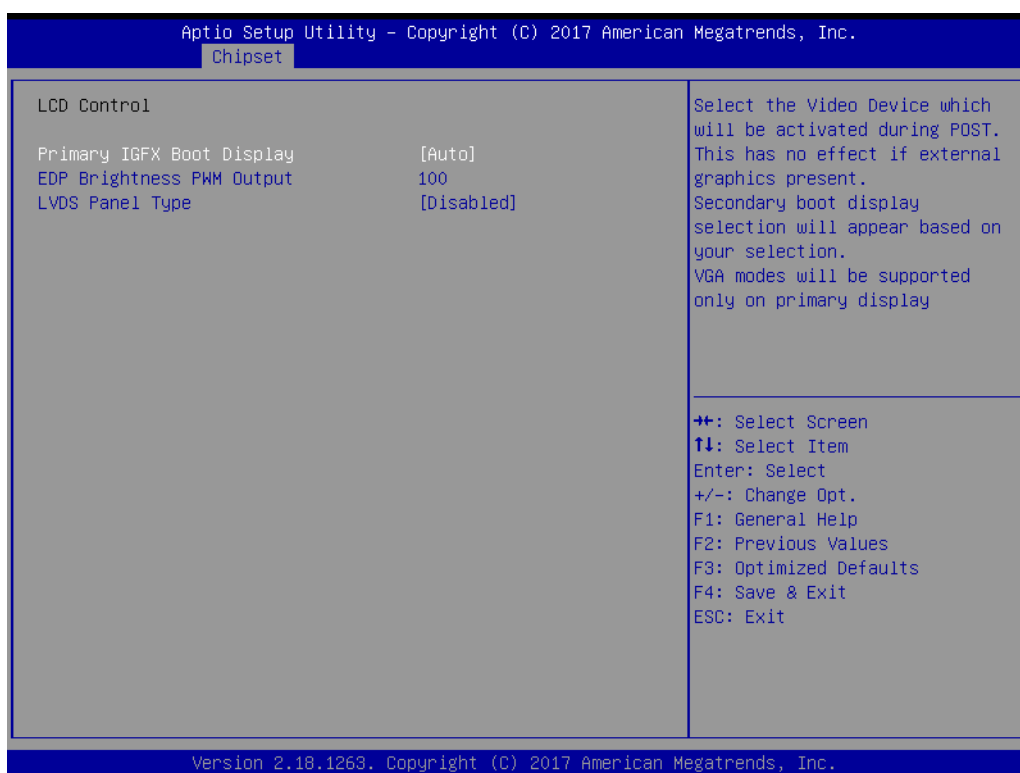 Aptio Setup Utility – Copyright (C) 2017 American Megatrends, Inc.
Chipset
LCD Control
Primary IGFX Boot Display [Auto]
EDP Brightness PWM Output 100
LVDS Panel Type [Disabled]
Select the Video Device which
will be activated during POST.
This has no effect if external
graphics present.
Secondary boot display
selection will appear based on
your selection.
VGA modes will be supported
only on primary display
→←: Select Screen
↑↓: Select Item
Enter: Select
+/-: Change Opt.
F1: General Help
F2: Previous Values
F3: Optimized Defaults
F4: Save & Exit
ESC: Exit
Version 2.18.1263. Copyright (C) 2017 American Megatrends, Inc.